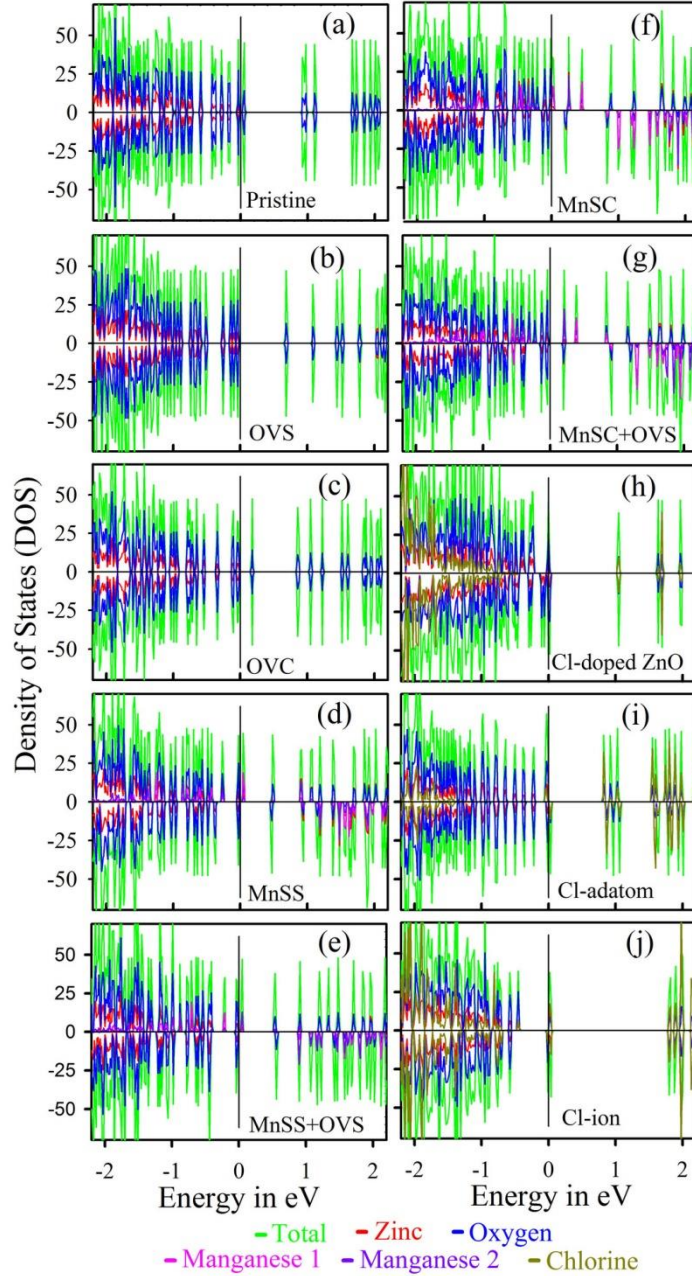 (a)
(f)
50
25
0
-25
-50
Pristine
MnSC
(b)
(g)
50
25
0
-25
-50
OVS
MnSC+OVS
(c)
(h)
50
25
0
-25
-50
OVC
Cl-doped ZnO
(d)
(i)
50
25
0
-25
-50
MnSS
Cl-adatom
(e)
(j)
50
25
0
-25
-50
MnSS+OVS
Cl-ion
Density of States (DOS)
-2 -1 0 1 2
-2 -1 0 1 2
Energy in eV
Energy in eV
Total Zinc Oxygen
Manganese 1 Manganese 2 Chlorine